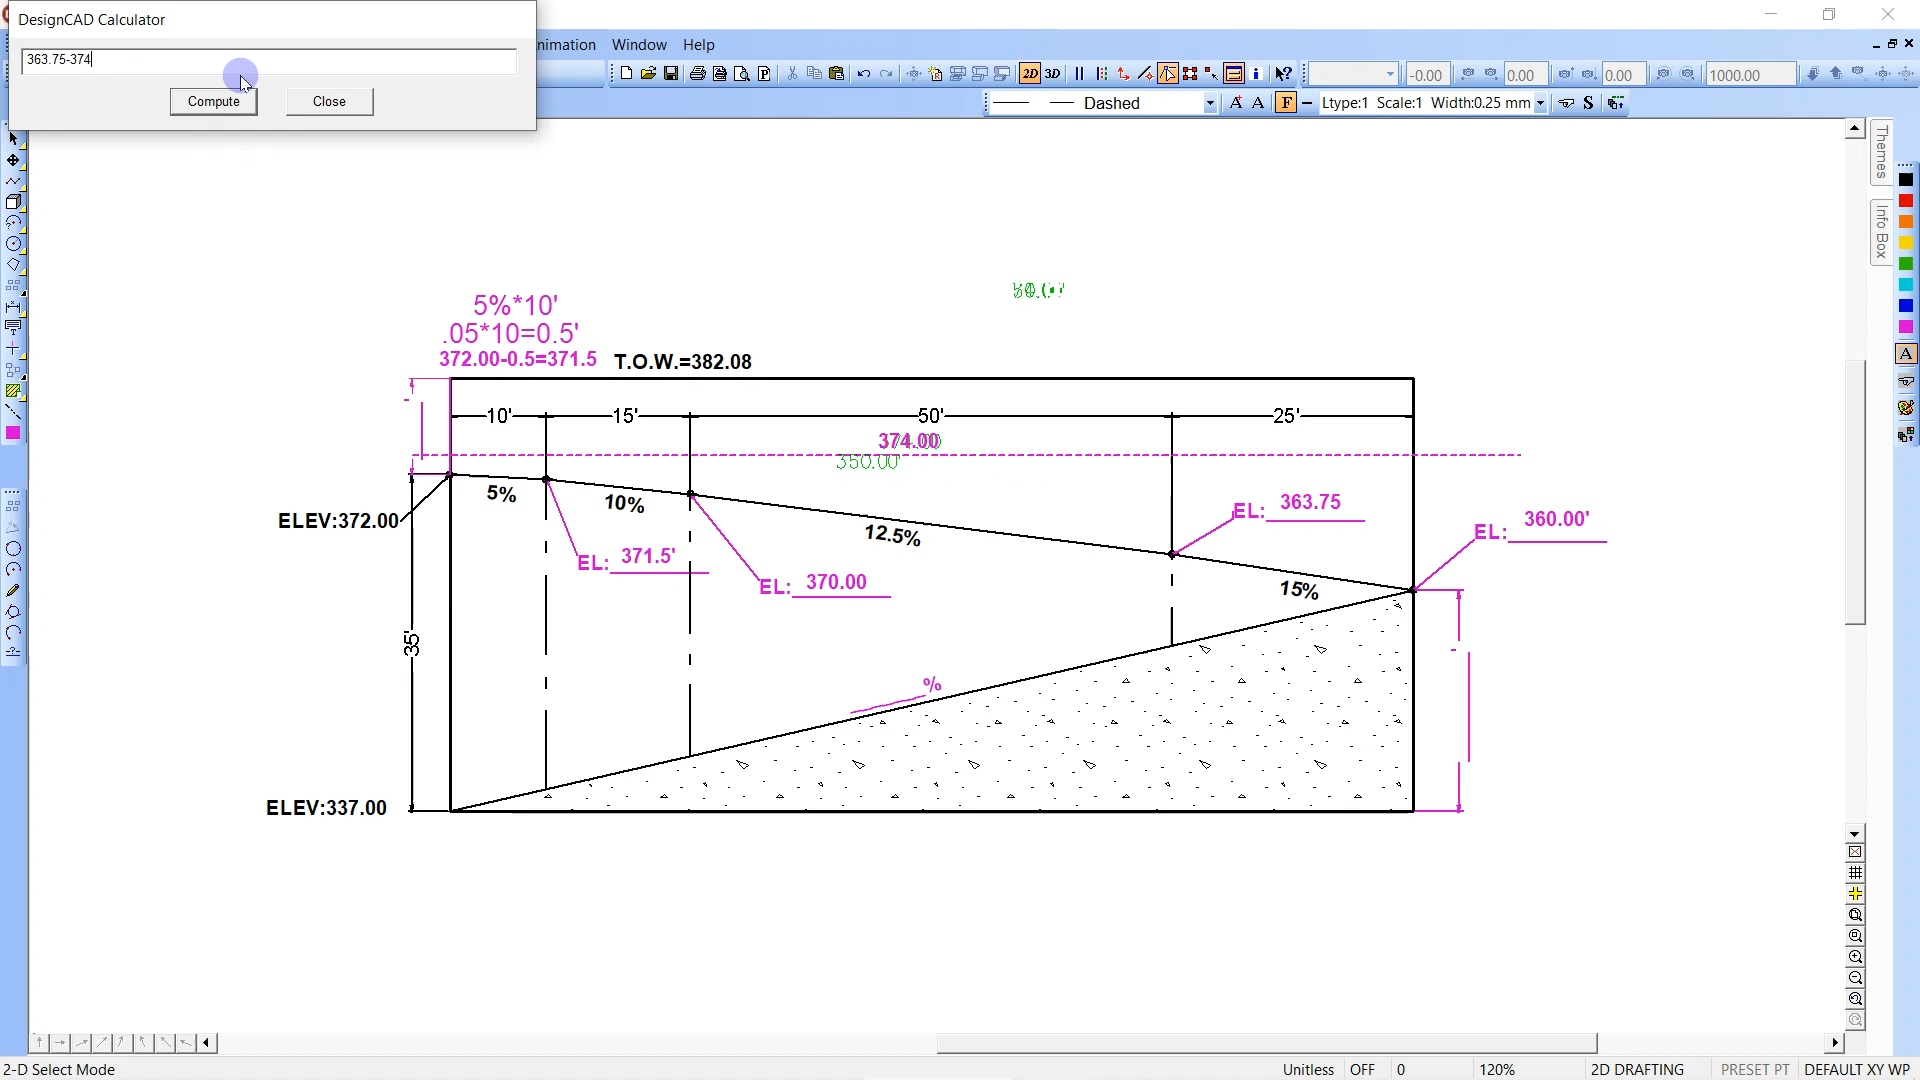 DesignCAD Calculator
363.75-374
Compute
Close
nimation
Window
Help
2D
3D
-0.00
0.00
0.00
1000.00
Dashed
Ltype:1 Scale:1 Width:0.25 mm
Themes
Info Box
5%*10'
.05*10=0.5'
372.00-0.5=371.5
T.O.W.=382.08
10'
15'
50'
25'
374.00
350.00'
5%
10%
12.5%
15%
ELEV:372.00
EL: 371.5'
EL: 370.00
EL: 363.75
EL: 360.00'
35'
%
ELEV:337.00
2-D Select Mode
Unitless
OFF
0
120%
2D DRAFTING
PRESET PT
DEFAULT XY WP